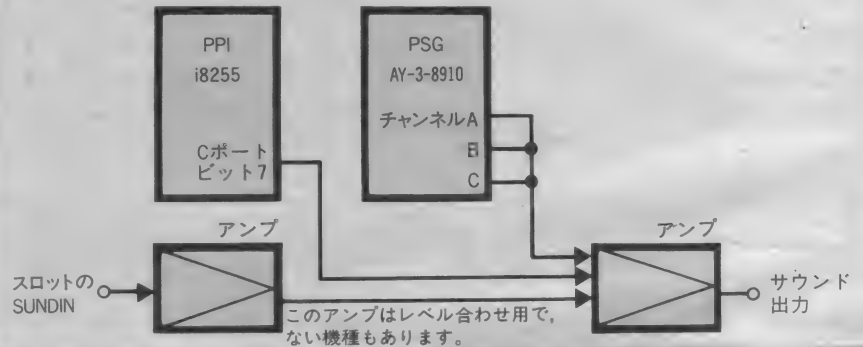 PPI
i8255
Cポート
ビット7
PSG
AY-3-8910
チャンネルA
B
C
アンプ
アンプ
スロットの
SUNDIN
このアンプはレベル合わせ用で,
ない機種もあります。
サウンド
出力